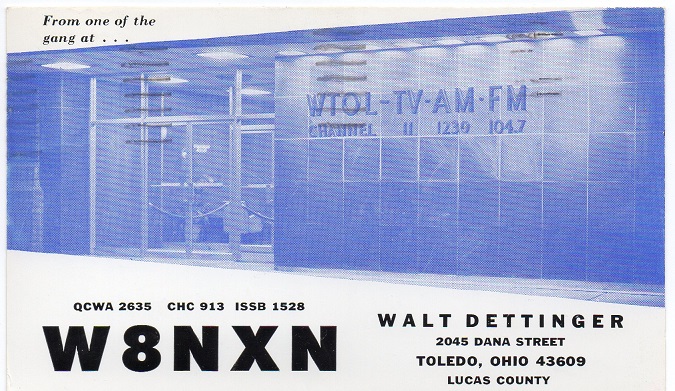 From one of the
gang at . . .
WTOL-TV-AM-FM
CHANNEL 11 1230 104.7
QCWA 2635 CHC 913 ISSB 1528
W8NXN
WALT DETTINGER
2045 DANA STREET
TOLEDO, OHIO 43609
LUCAS COUNTY